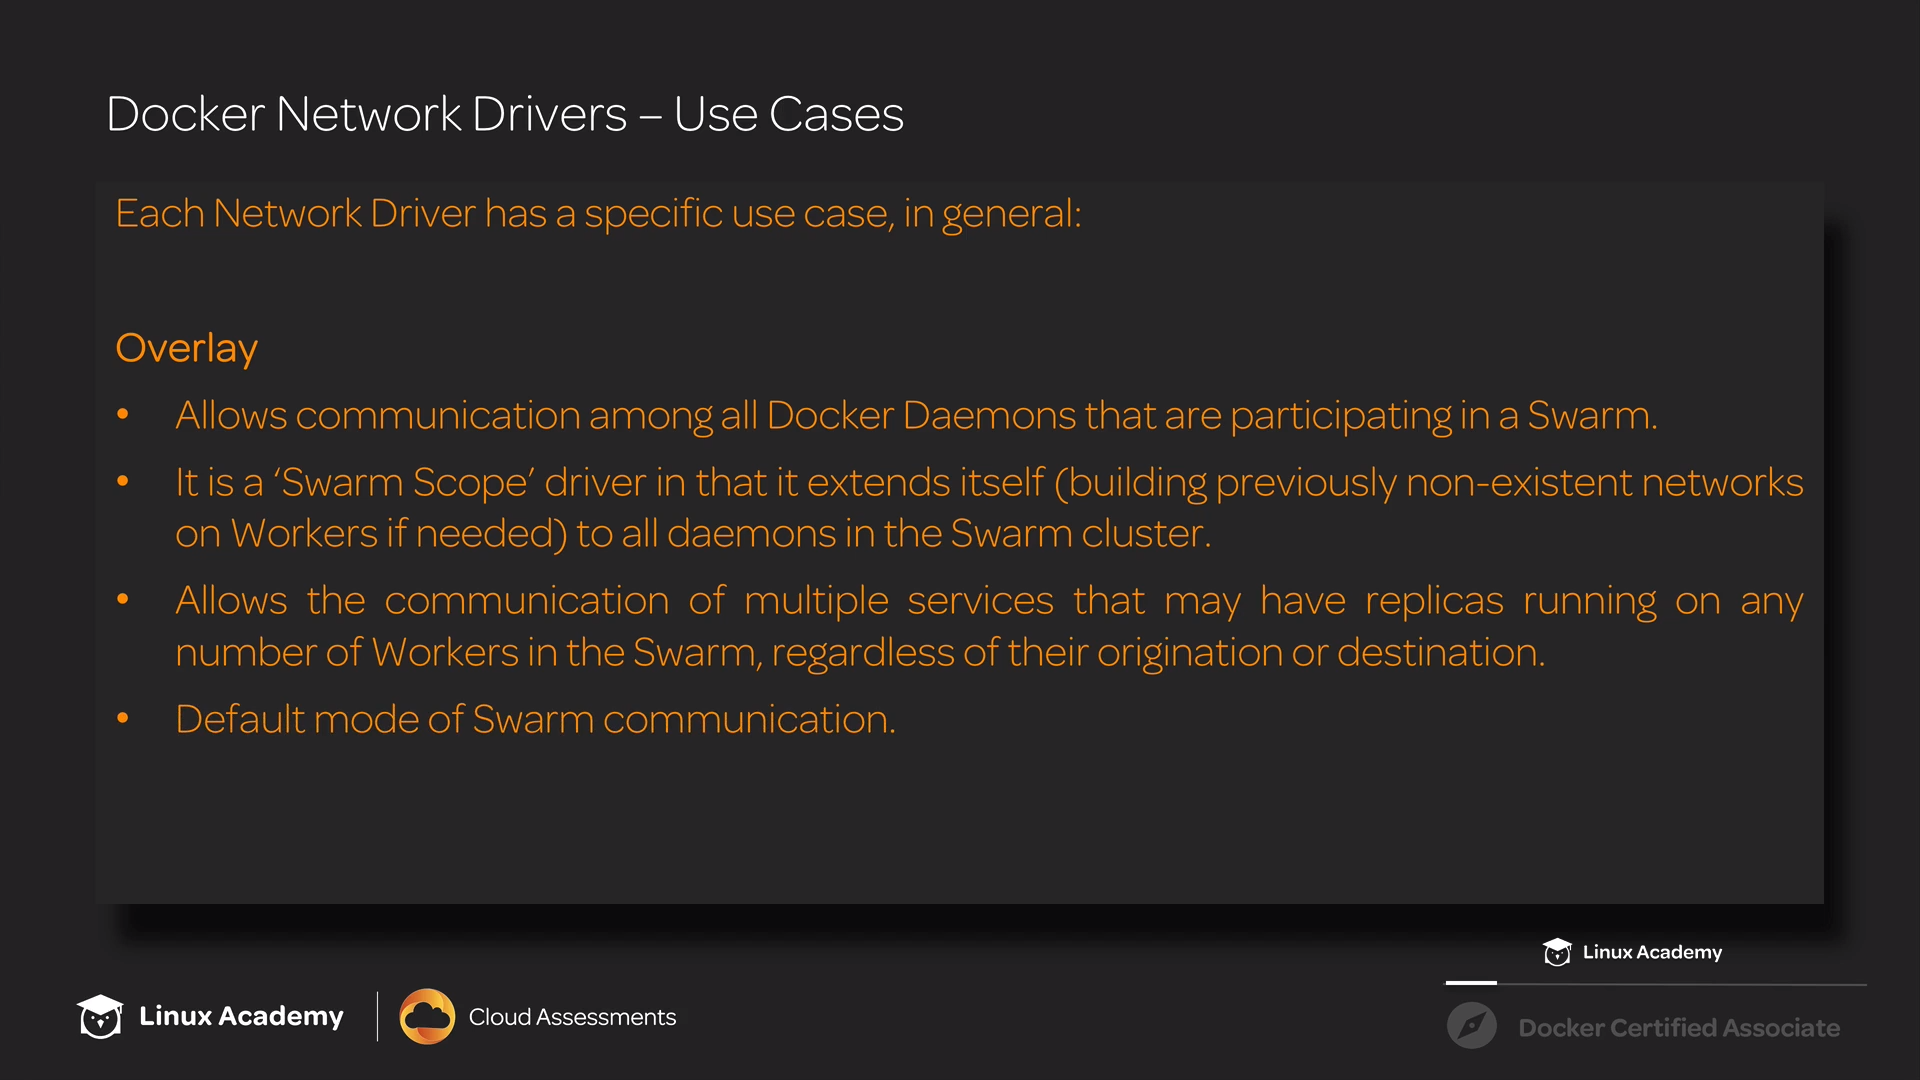 Docker Network Drivers – Use Cases
Each Network Driver has a specific use case, in general:
Overlay
• Allows communication among all Docker Daemons that are participating in a Swarm.
• It is a ‘Swarm Scope’ driver in that it extends itself (building previously non-existent networks
on Workers if needed) to all daemons in the Swarm cluster.
• Allows the communication of multiple services that may have replicas running on any
number of Workers in the Swarm, regardless of their origination or destination.
• Default mode of Swarm communication.
Linux Academy
Linux Academy
Cloud Assessments
Docker Certified Associate